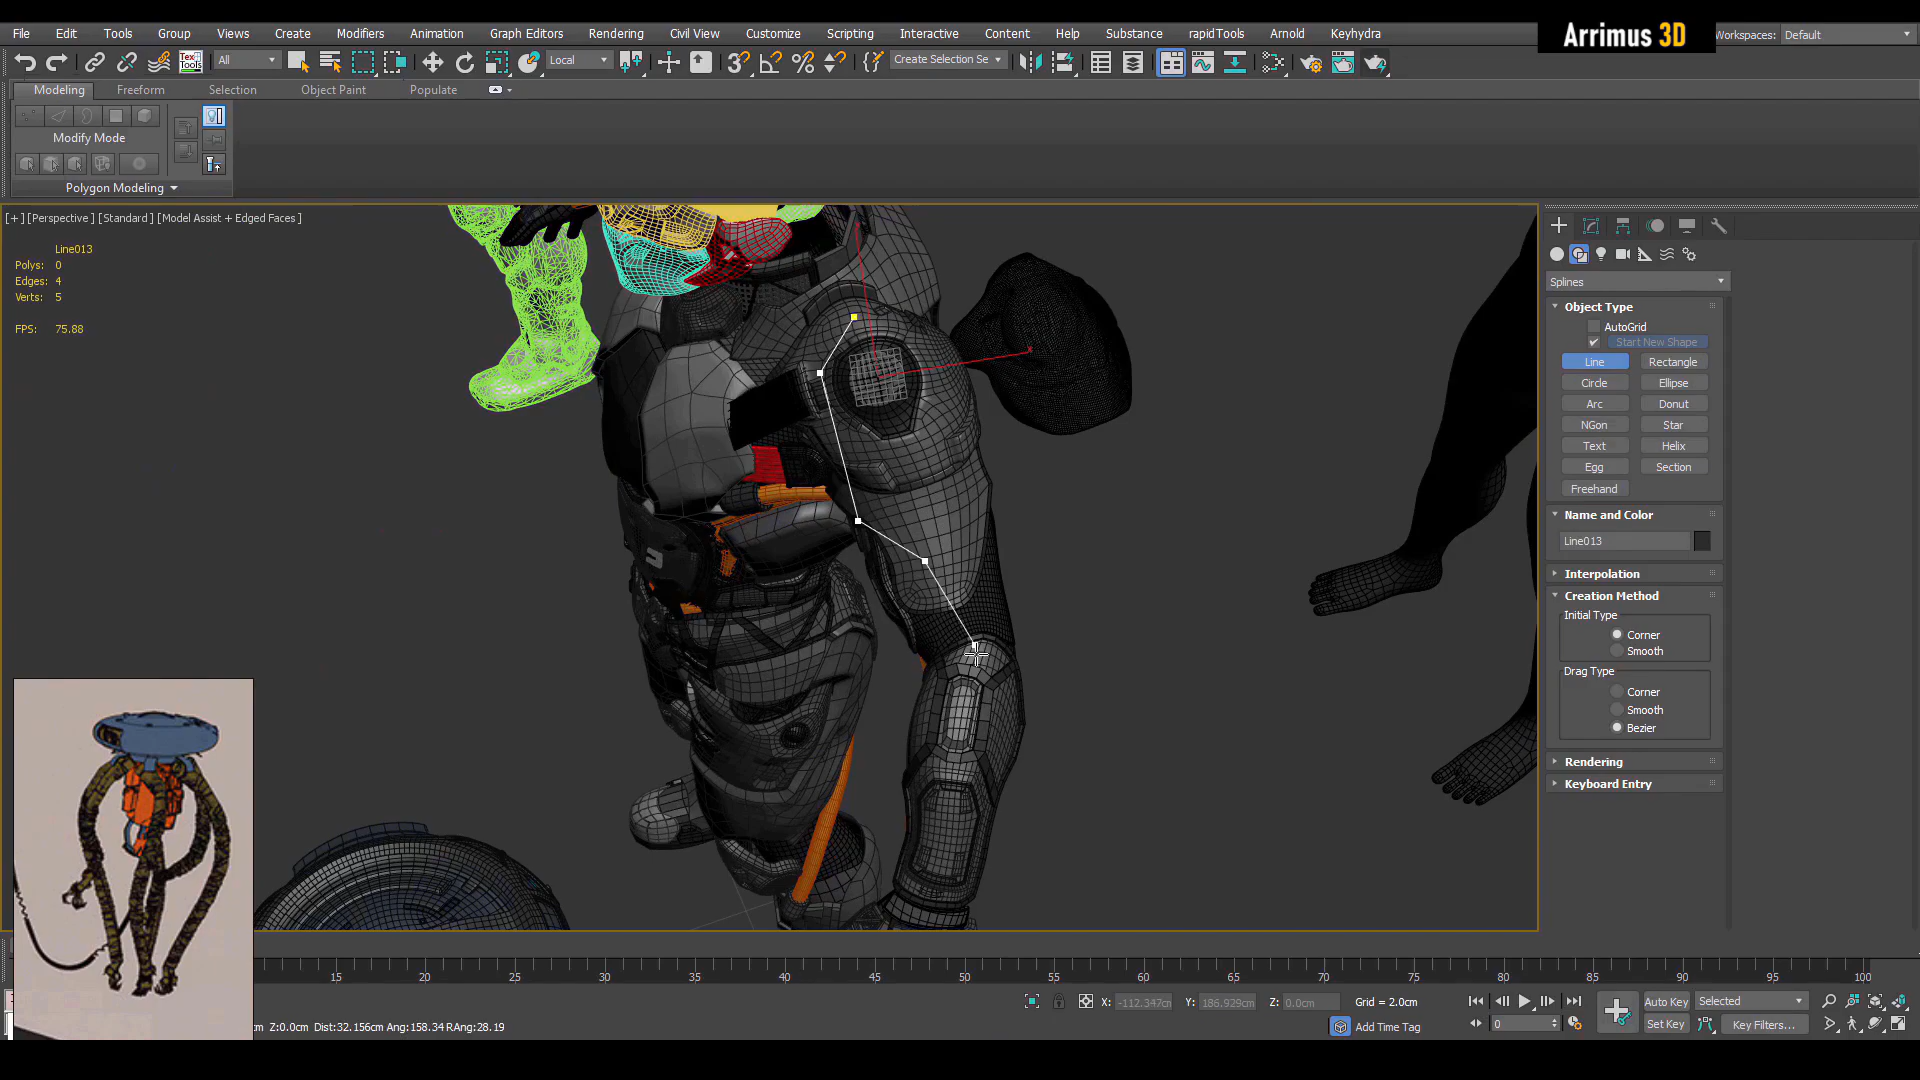 Arrimus 3D
File Edit Tools Group Views Create Modifiers Animation Graph Editors Rendering Civil View Customize Scripting Interactive Content Help Substance rapidTools Arnold Keyhydra
Workspaces: Default
All Local Create Selection Se
Modeling Freeform Selection Object Paint Populate
Modify Mode
Polygon Modeling
[+] [Perspective] [Standard] [Model Assist + Edged Faces]
Line013
Polys: 0
Edges: 4
Verts: 5
FPS: 75.88
Splines
Object Type
AutoGrid
Start New Shape
Line Rectangle
Circle Ellipse
Arc Donut
NGon Star
Text Helix
Egg Section
Freehand
Name and Color
Line013
Interpolation
Creation Method
Initial Type
Corner
Smooth
Drag Type
Corner
Smooth
Bezier
Rendering
Keyboard Entry
15 20 25 30 35 40 45 50 55 60 65 70 75 80 85 90 95 100
X: -112.347cm Y: 186.929cm Z: 0.0cm Grid = 2.0cm
Auto Key Selected
Z:0.0cm Dist:32.156cm Ang:158.34 RAng:28.19
Add Time Tag
0
Set Key Key Filters...